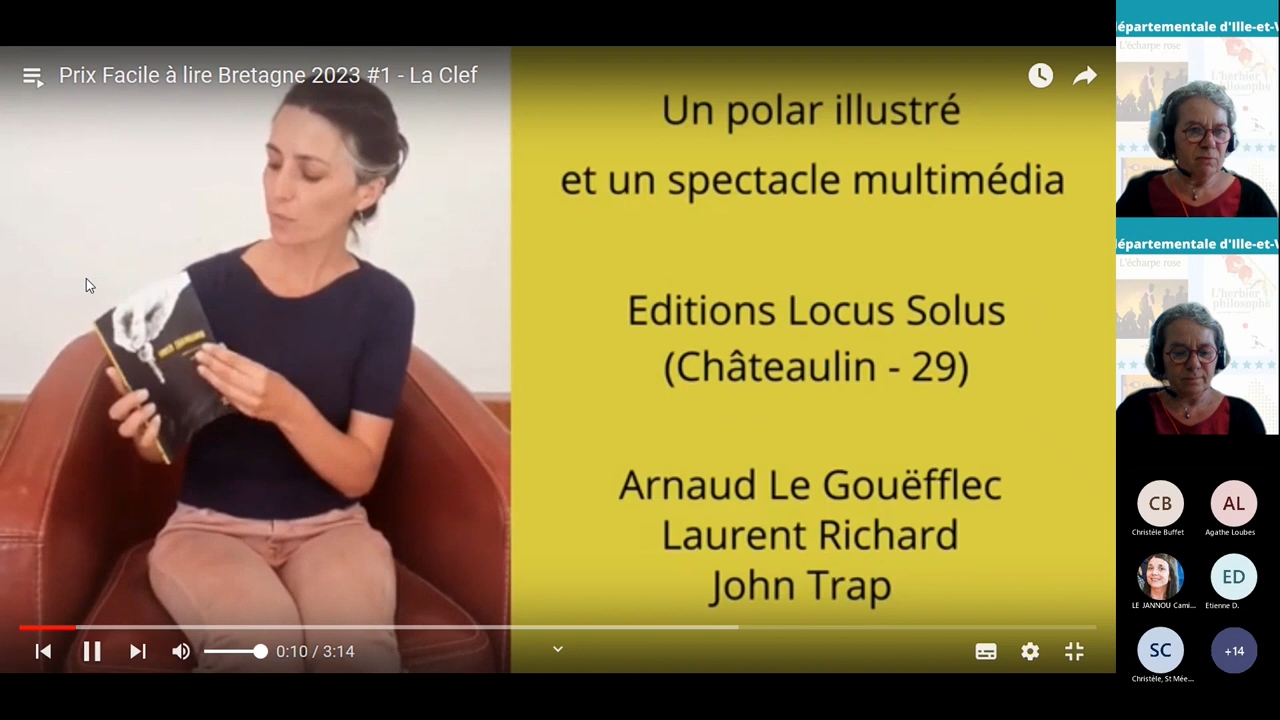 Prix Facile à lire Bretagne 2023 #1 - La Clef
Un polar illustré
et un spectacle multimédia
Editions Locus Solus
(Châteaulin - 29)
Arnaud Le Gouëfflec
Laurent Richard
John Trap
0:10 / 3:14
épartementale d'Ille-et-V
L'écharpe rose
L'herbier
philosophe
épartementale d'Ille-et-V
L'écharpe rose
L'herbier
philosophe
CB
Christèle Buffet
AL
Agathe Loubes
LE JANNOU Cami...
ED
Etienne D.
SC
Christèle, St Mée...
+14